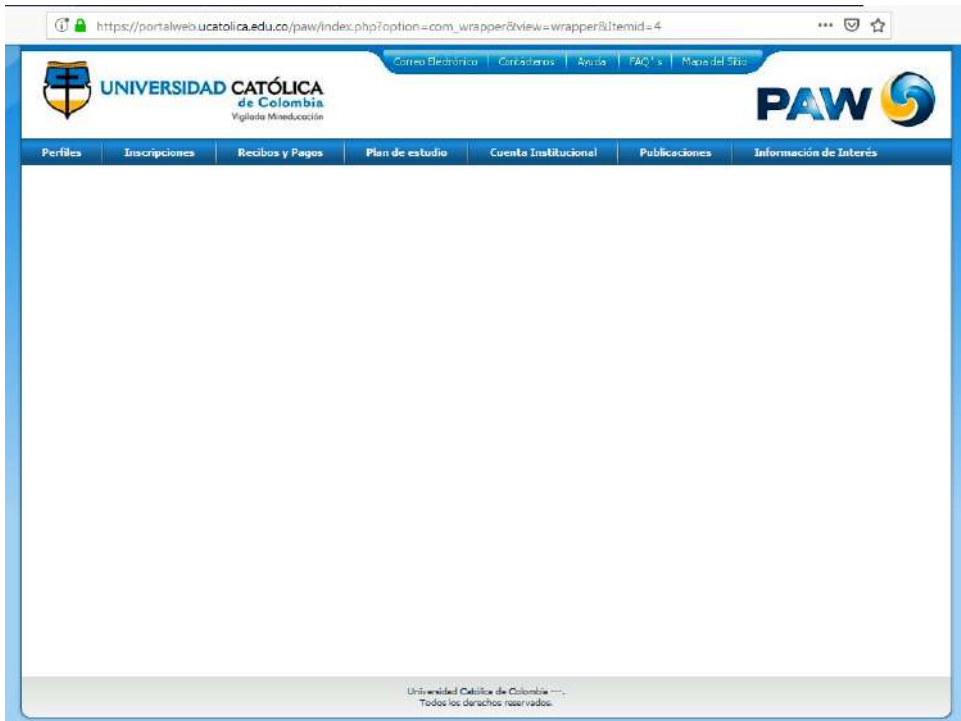 https://portalweb.ucatolica.edu.co/paw/index.php?option=com_wrapper&view=wrapper&Itemid=4
Correo Electrónico Contáctenos Ayuda FAQ's Mapa del Sitio
UNIVERSIDAD CATÓLICA
de Colombia
Vigilada Mineducación
PAW
Perfiles Inscripciones Recibos y Pagos Plan de estudio Cuenta Institucional Publicaciones Información de Interés
Universidad Católica de Colombia ---.
Todos los derechos reservados.